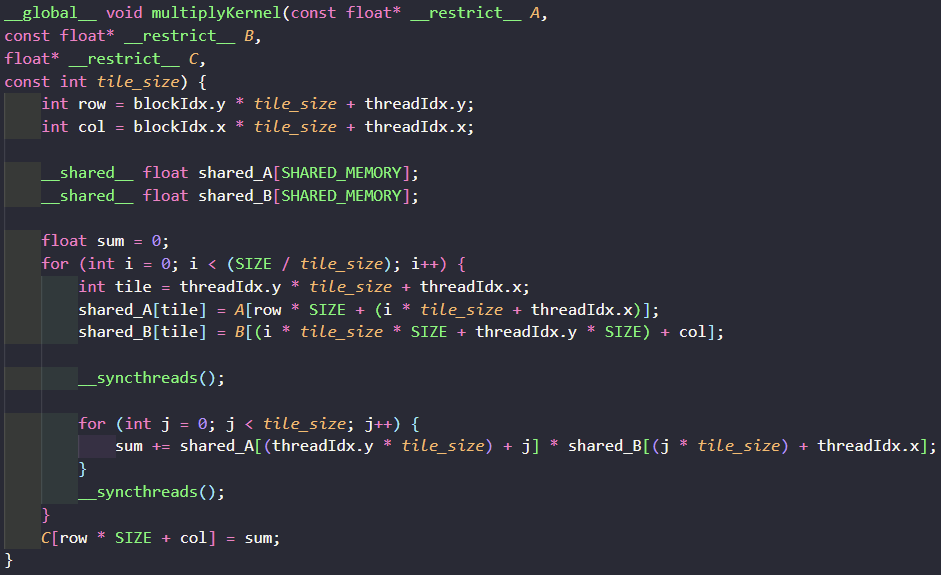 __global__ void multiplyKernel(const float* __restrict__ A,
const float* __restrict__ B,
float* __restrict__ C,
const int tile_size) {
    int row = blockIdx.y * tile_size + threadIdx.y;
    int col = blockIdx.x * tile_size + threadIdx.x;

    __shared__ float shared_A[SHARED_MEMORY];
    __shared__ float shared_B[SHARED_MEMORY];

    float sum = 0;
    for (int i = 0; i < (SIZE / tile_size); i++) {
        int tile = threadIdx.y * tile_size + threadIdx.x;
        shared_A[tile] = A[row * SIZE + (i * tile_size + threadIdx.x)];
        shared_B[tile] = B[(i * tile_size * SIZE + threadIdx.y * SIZE) + col];

        __syncthreads();

        for (int j = 0; j < tile_size; j++) {
            sum += shared_A[(threadIdx.y * tile_size) + j] * shared_B[(j * tile_size) + threadIdx.x];
        }
        __syncthreads();
    }
    C[row * SIZE + col] = sum;
}